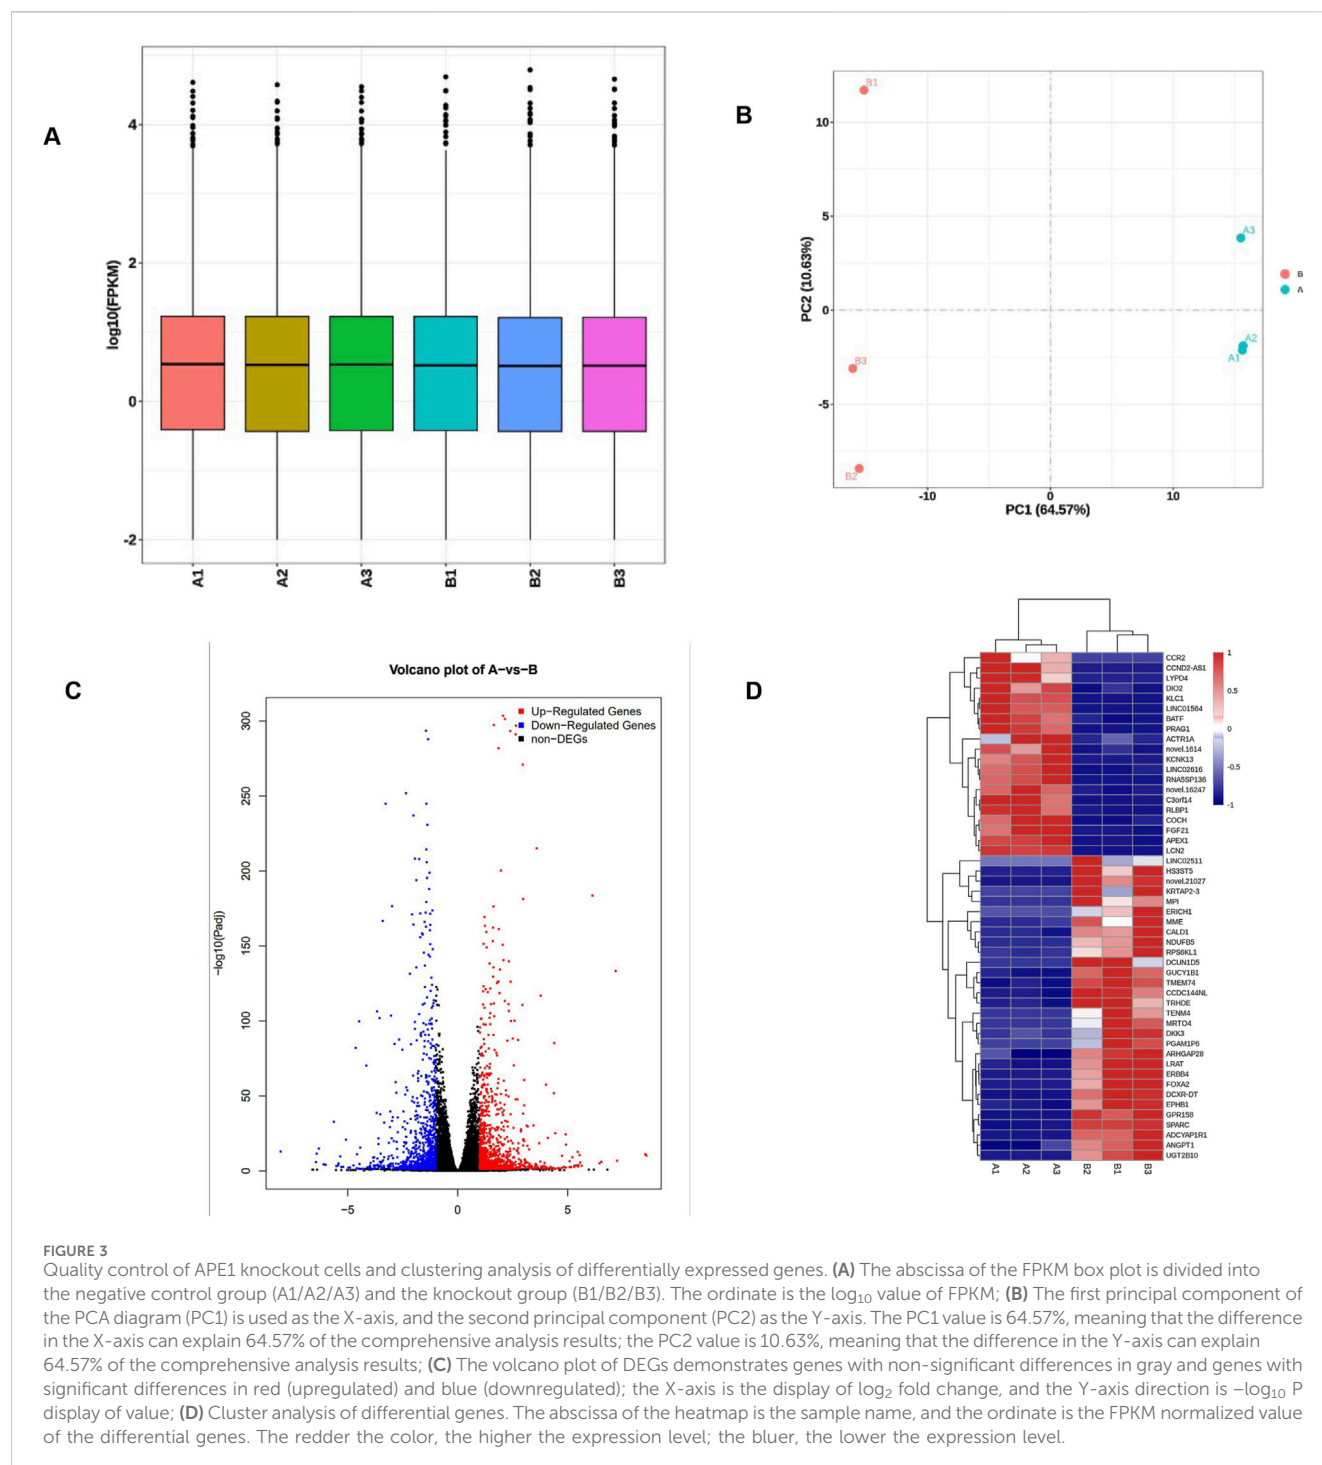 A
log10(FPKM)
4
2
0
-2
A1
A2
A3
B1
B2
B3
B
PC2 (10.63%)
10
5
0
-5
B1
A3
B3
A2
A1
B2
-10
0
10
PC1 (64.57%)
B
A
C
Volcano plot of A-vs-B
−log10(Padj)
300
250
200
150
100
50
0
Up-Regulated Genes
Down-Regulated Genes
non-DEGs
−5
0
5
D
CCR2
CCND2-AS1
LYPD4
DIO2
KLC1
LINC01564
BATF
PRAG1
ACTR1A
novel.1614
KCNK13
LINC02616
RNA5SP136
novel.16247
C3orf14
RLBP1
COCH
FGF21
APEX1
LCN2
LINC02511
HS3ST5
novel.21027
KRTAP2-3
MPI
ERICH1
MME
CALD1
NDUFB5
RPS6KL1
DCUN1D5
GUCY1B1
TMEM74
CCDC144NL
TRHDE
TENM4
MRTO4
DKK3
PGAM1P6
ARHGAP28
LRAT
ERBB4
FOXA2
DCXR-DT
EPHB1
GPR158
SPARC
ADCYAP1R1
ANGPT1
UGT2B10
1
0.5
0
-0.5
-1
A1
A2
A3
B2
B1
B3
FIGURE 3
Quality control of APE1 knockout cells and clustering analysis of differentially expressed genes. (A) The abscissa of the FPKM box plot is divided into
the negative control group (A1/A2/A3) and the knockout group (B1/B2/B3). The ordinate is the log10 value of FPKM; (B) The first principal component of
the PCA diagram (PC1) is used as the X-axis, and the second principal component (PC2) as the Y-axis. The PC1 value is 64.57%, meaning that the difference
in the X-axis can explain 64.57% of the comprehensive analysis results; the PC2 value is 10.63%, meaning that the difference in the Y-axis can explain
64.57% of the comprehensive analysis results; (C) The volcano plot of DEGs demonstrates genes with non-significant differences in gray and genes with
significant differences in red (upregulated) and blue (downregulated); the X-axis is the display of log2 fold change, and the Y-axis direction is –log10 P
display of value; (D) Cluster analysis of differential genes. The abscissa of the heatmap is the sample name, and the ordinate is the FPKM normalized value
of the differential genes. The redder the color, the higher the expression level; the bluer, the lower the expression level.